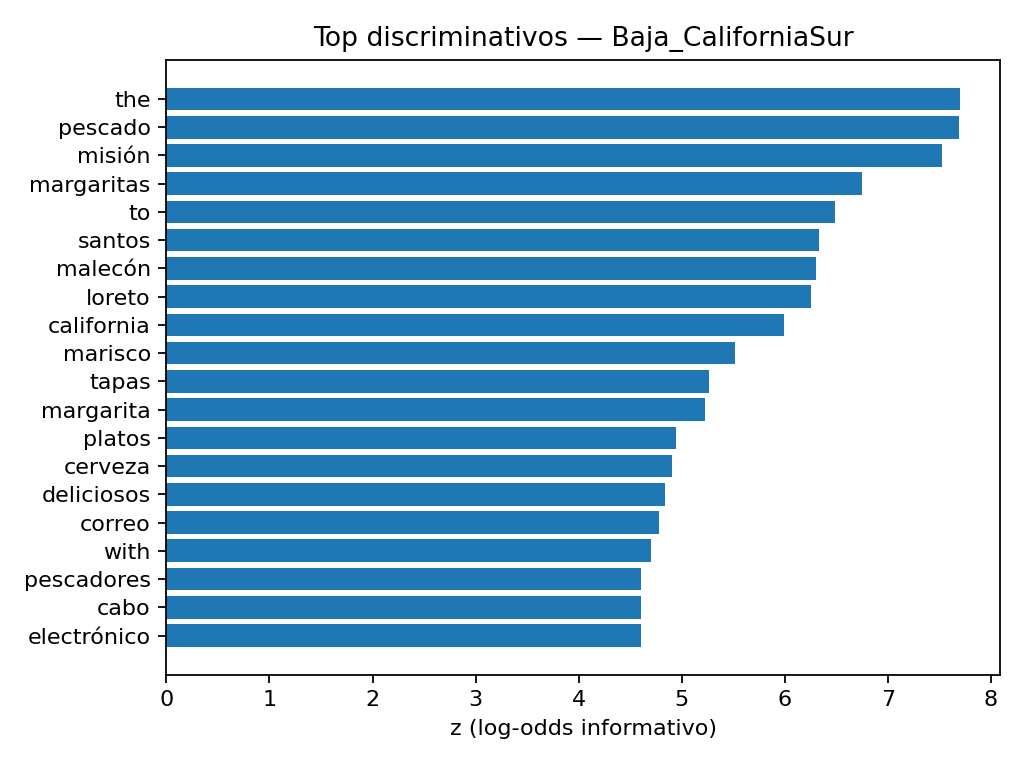 Top discriminativos — Baja_CaliforniaSur
the
pescado
misión
margaritas
to
santos
malecón
loreto
california
marisco
tapas
margarita
platos
cerveza
deliciosos
correo
with
pescadores
cabo
electrónico
0 1 2 3 4 5 6 7 8
z (log-odds informativo)